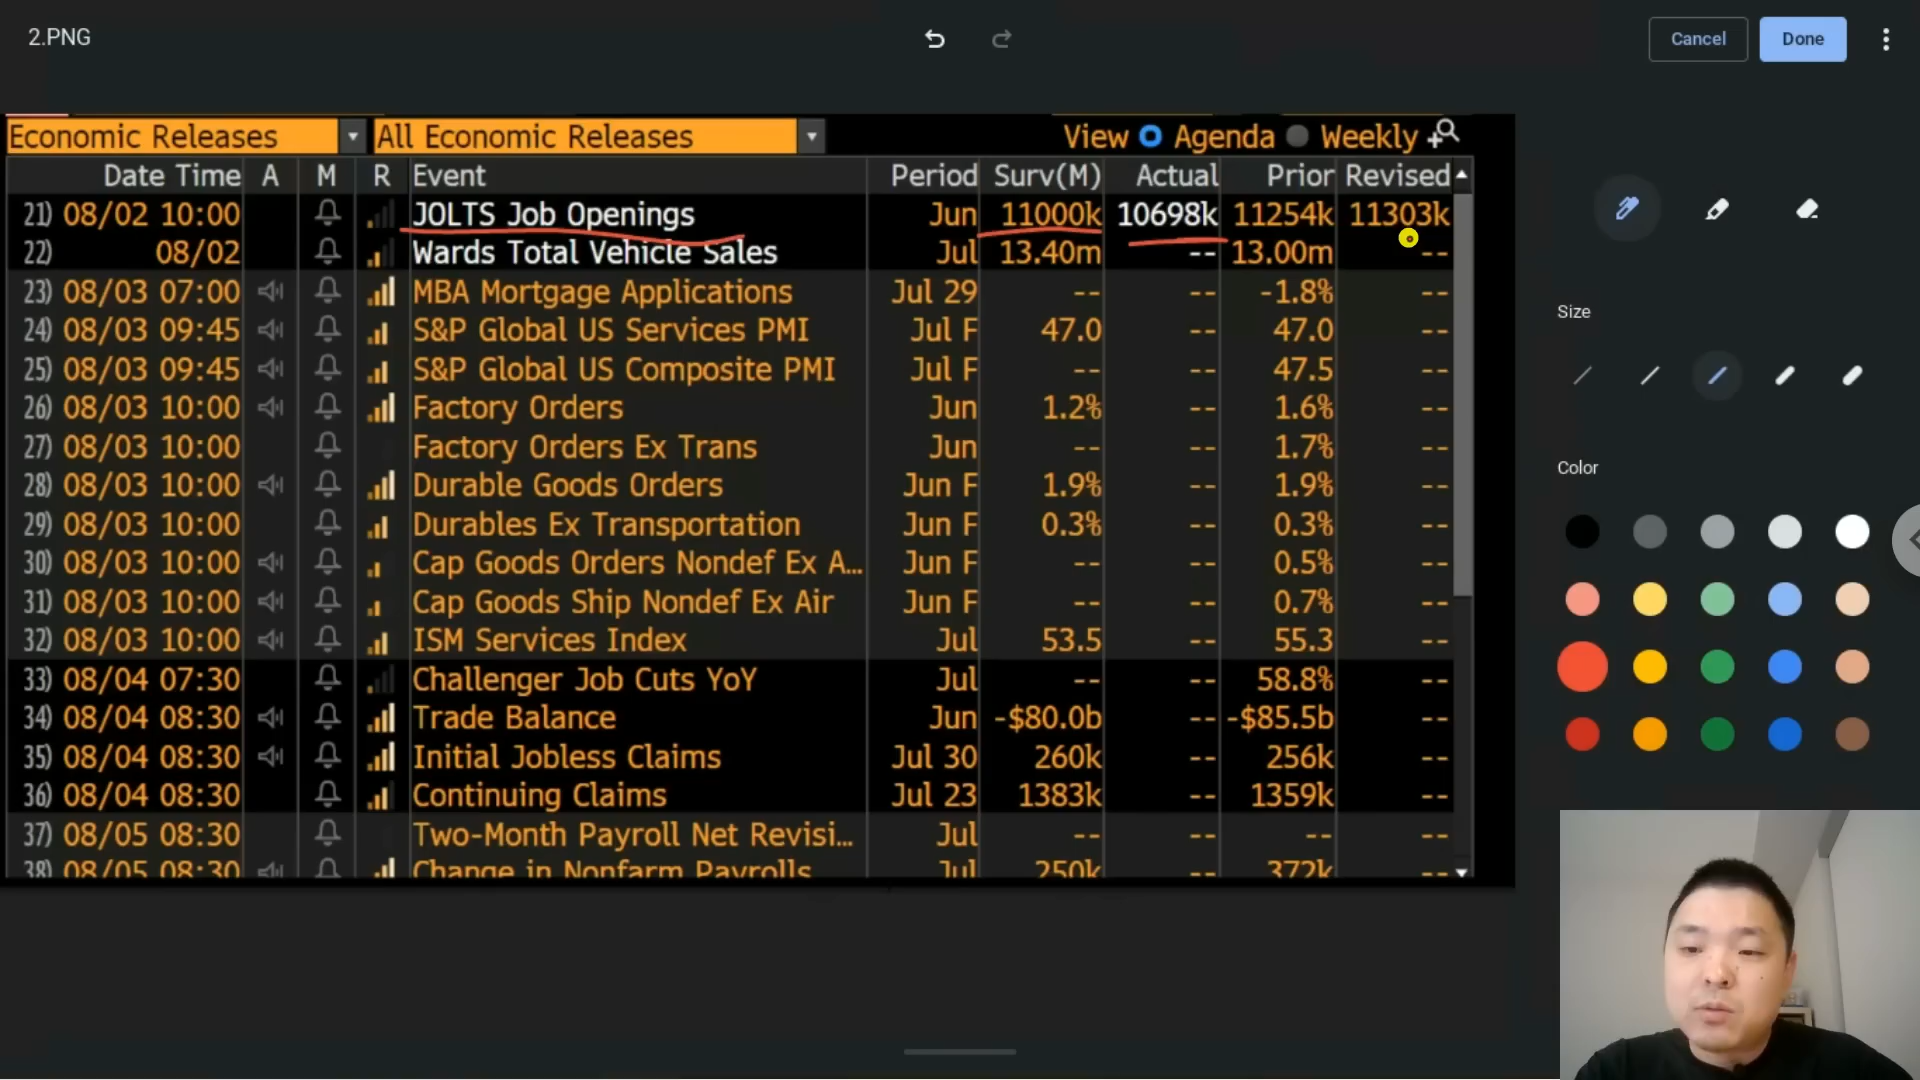 2.PNG
Cancel
Done
Economic Releases All Economic Releases View Agenda Weekly
Date Time A M R Event Period Surv(M) Actual Prior Revised
21) 08/02 10:00 JOLTS Job Openings Jun 11000k 10698k 11254k 11303k
22) 08/02 Wards Total Vehicle Sales Jul 13.40m -- 13.00m --
23) 08/03 07:00 MBA Mortgage Applications Jul 29 -- -- -1.8% --
24) 08/03 09:45 S&P Global US Services PMI Jul F 47.0 -- 47.0 --
25) 08/03 09:45 S&P Global US Composite PMI Jul F -- -- 47.5 --
26) 08/03 10:00 Factory Orders Jun 1.2% -- 1.6% --
27) 08/03 10:00 Factory Orders Ex Trans Jun -- -- 1.7% --
28) 08/03 10:00 Durable Goods Orders Jun F 1.9% -- 1.9% --
29) 08/03 10:00 Durables Ex Transportation Jun F 0.3% -- 0.3% --
30) 08/03 10:00 Cap Goods Orders Nondef Ex A... Jun F -- -- 0.5% --
31) 08/03 10:00 Cap Goods Ship Nondef Ex Air Jun F -- -- 0.7% --
32) 08/03 10:00 ISM Services Index Jul 53.5 -- 55.3 --
33) 08/04 07:30 Challenger Job Cuts YoY Jul -- -- 58.8% --
34) 08/04 08:30 Trade Balance Jun -$80.0b -- -$85.5b --
35) 08/04 08:30 Initial Jobless Claims Jul 30 260k -- 256k --
36) 08/04 08:30 Continuing Claims Jul 23 1383k -- 1359k --
37) 08/05 08:30 Two-Month Payroll Net Revisi... Jul -- -- -- --
38) 08/05 08:30 Change in Nonfarm Payrolls Jul 250k -- 372k --
Size
Color